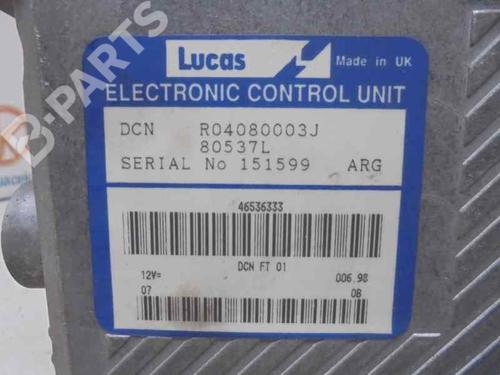 Lucas
Made in UK
ELECTRONIC CONTROL UNIT
DCN R04080003J
80537L
SERIAL No 151599 ARG
46536333
DCN FT 01
12V= 006.98
07 0B
B-PARTS